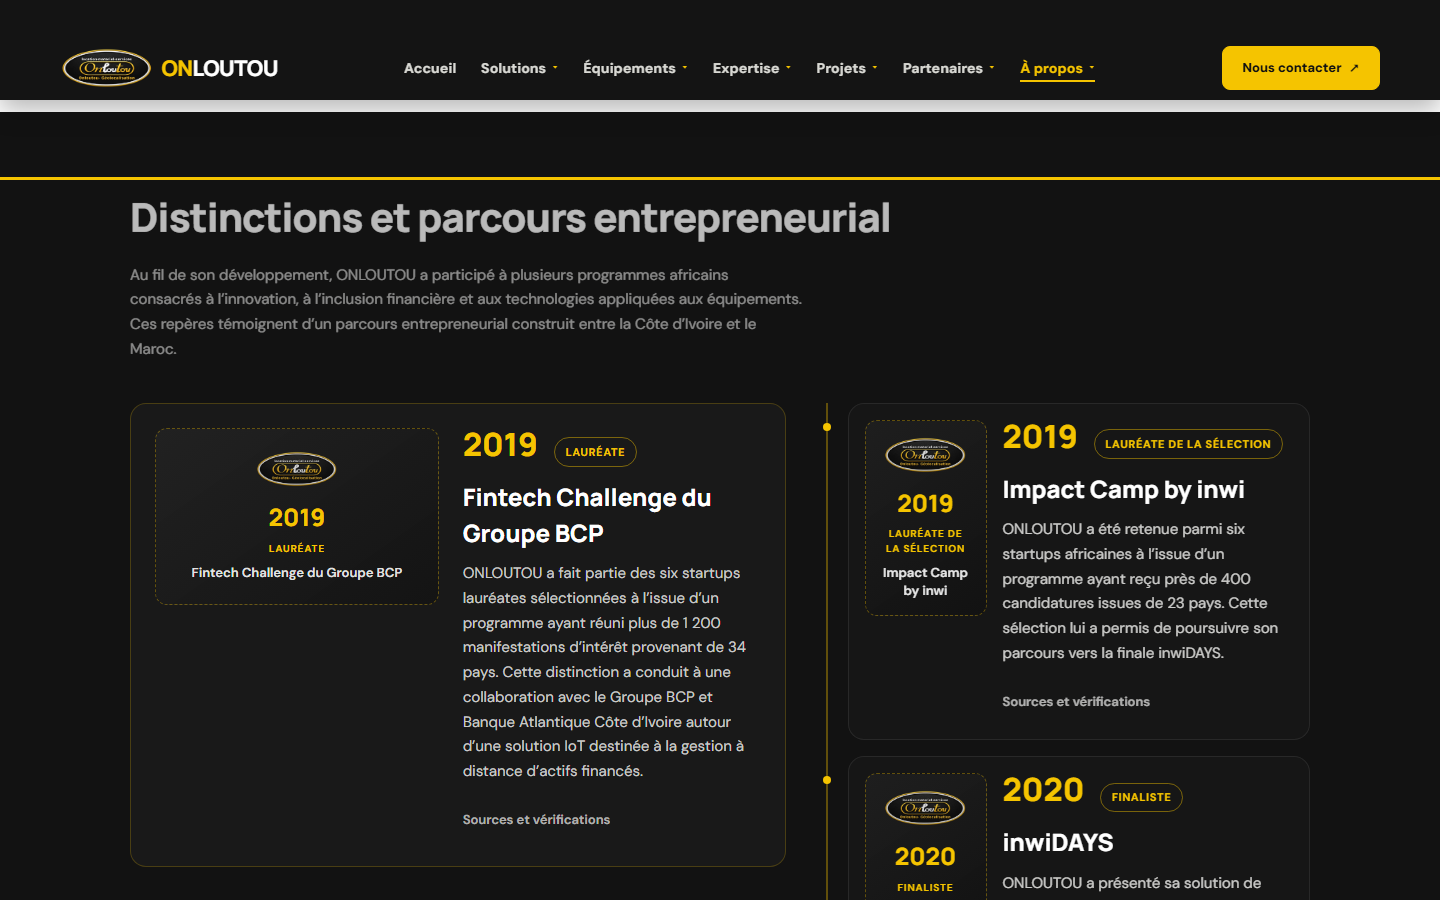 Onloutou
ONLOUTOU
Accueil
Solutions
Équipements
Expertise
Projets
Partenaires
À propos
Nous contacter ↗
Distinctions et parcours entrepreneurial
Au fil de son développement, ONLOUTOU a participé à plusieurs programmes africains
consacrés à l’innovation, à l’inclusion financière et aux technologies appliquées aux équipements.
Ces repères témoignent d’un parcours entrepreneurial construit entre la Côte d’Ivoire et le
Maroc.
Onloutou
2019
LAURÉATE
Fintech Challenge du Groupe BCP
2019
LAURÉATE
Fintech Challenge du
Groupe BCP
ONLOUTOU a fait partie des six startups
lauréates sélectionnées à l’issue d’un
programme ayant réuni plus de 1 200
manifestations d’intérêt provenant de 34
pays. Cette distinction a conduit à une
collaboration avec le Groupe BCP et
Banque Atlantique Côte d’Ivoire autour
d’une solution IoT destinée à la gestion à
distance d’actifs financés.
Sources et vérifications
Onloutou
2019
LAURÉATE DE
LA SÉLECTION
Impact Camp
by inwi
2019
LAURÉATE DE LA SÉLECTION
Impact Camp by inwi
ONLOUTOU a été retenue parmi six
startups africaines à l’issue d’un
programme ayant reçu près de 400
candidatures issues de 23 pays. Cette
sélection lui a permis de poursuivre son
parcours vers la finale inwiDAYS.
Sources et vérifications
Onloutou
2020
FINALISTE
2020
FINALISTE
inwiDAYS
ONLOUTOU a présenté sa solution de